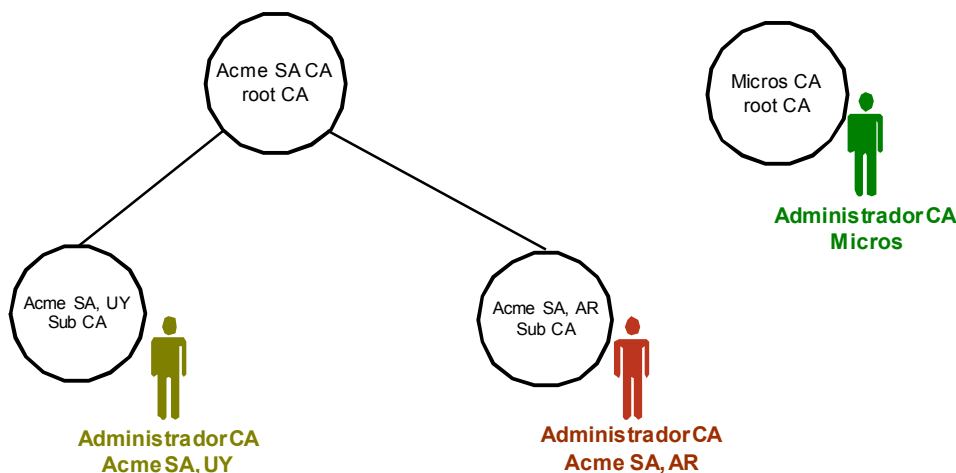 Acme SA CA
root CA
Micros CA
root CA
Administrador CA
Micros
Acme SA, UY
Sub CA
Acme SA, AR
Sub CA
Administrador CA
Acme SA, UY
Administrador CA
Acme SA, AR